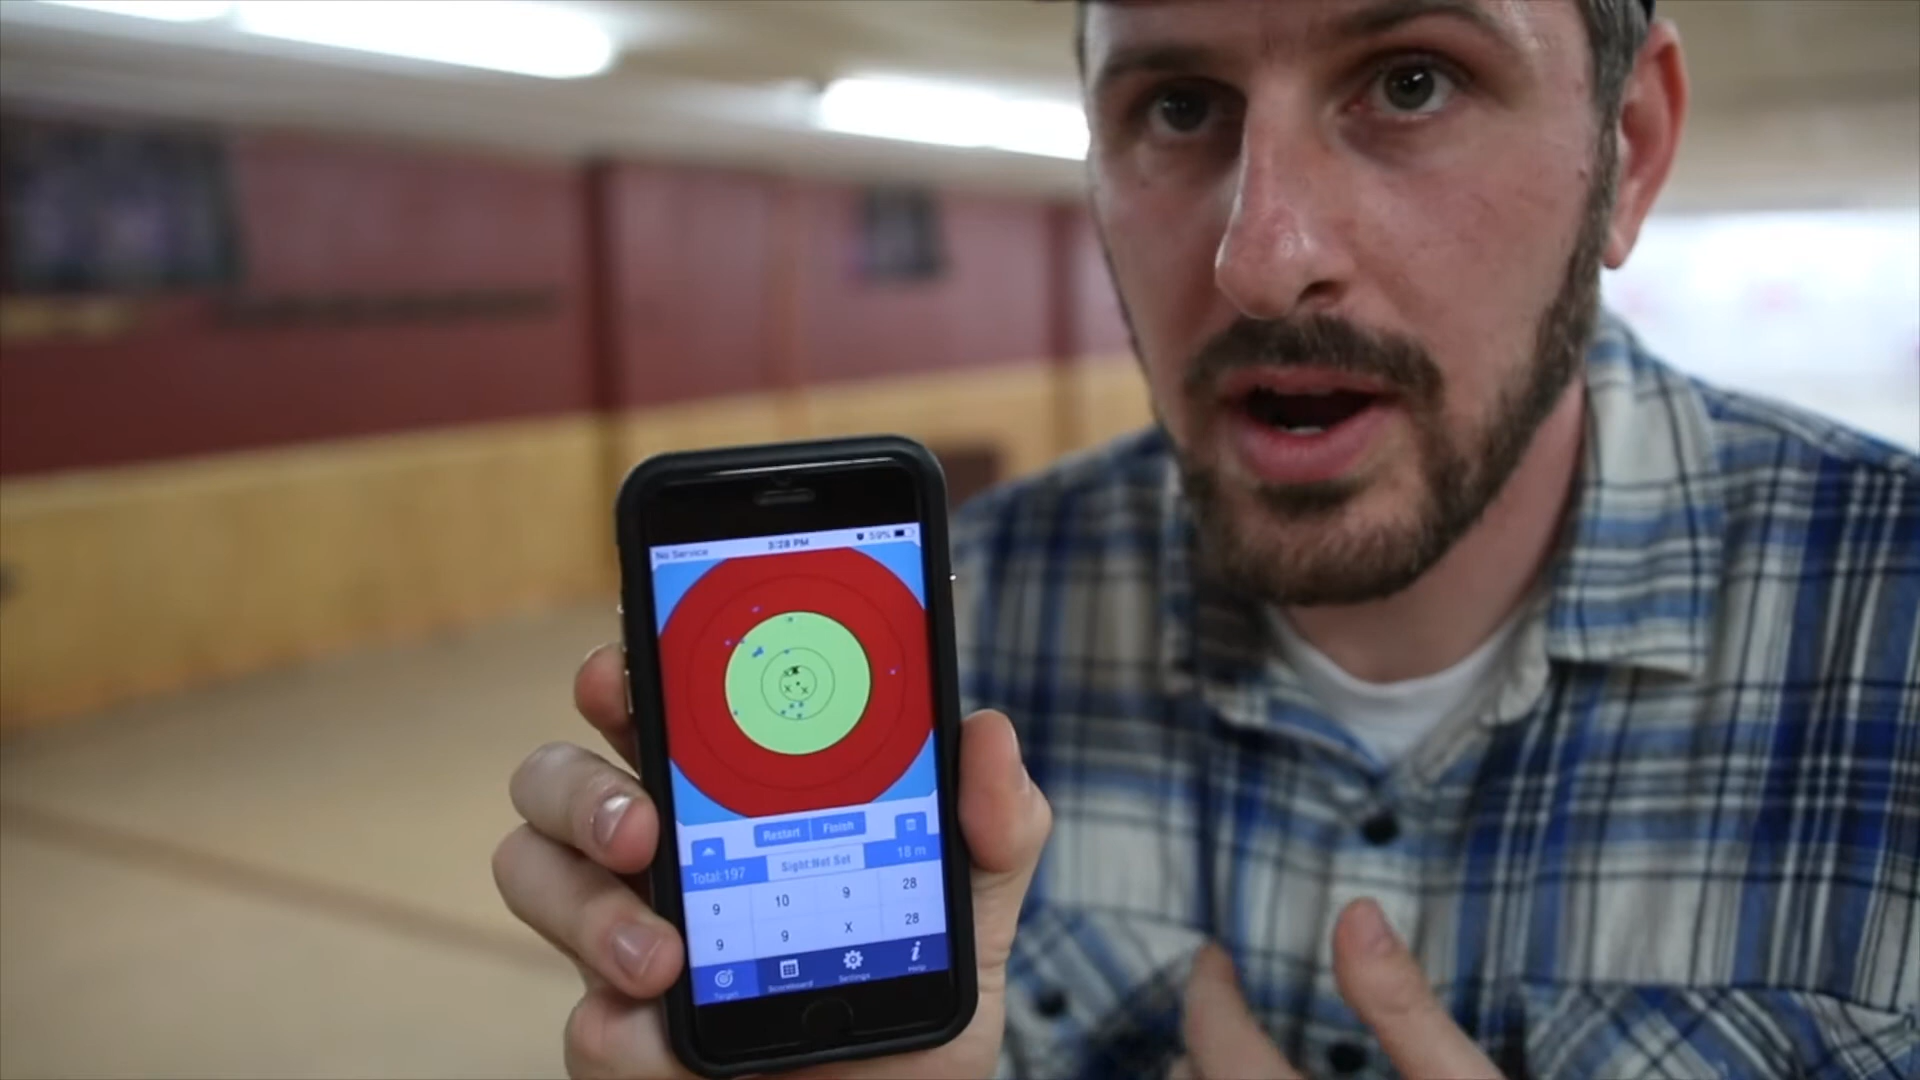 No Service 3:28 PM 59%
X
X X
Restart Finish
Total:197 Sight:Not Set 18 m
9 10 9 28
9 9 X 28
Target Scoreboard Settings Help